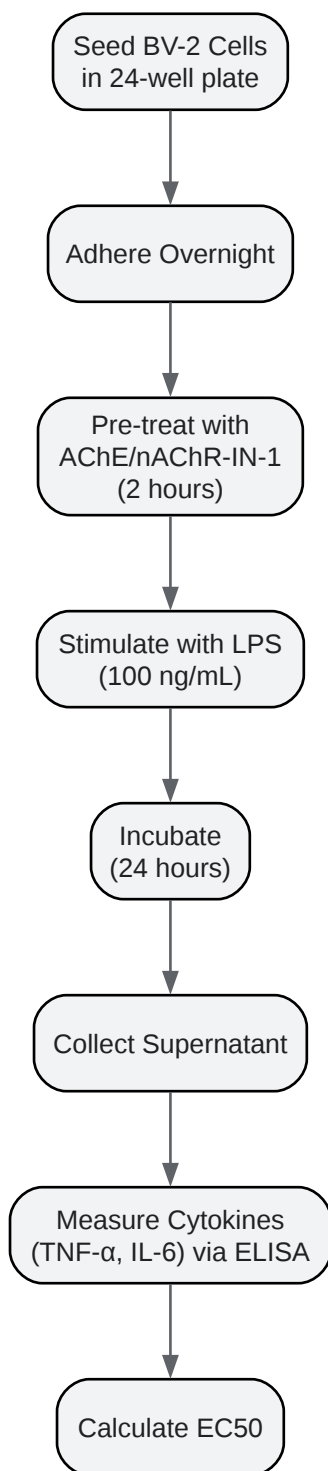 Seed BV-2 Cells
in 24-well plate
Adhere Overnight
Pre-treat with
AChE/nAChR-IN-1
(2 hours)
Stimulate with LPS
(100 ng/mL)
Incubate
(24 hours)
Collect Supernatant
Measure Cytokines
(TNF-α, IL-6) via ELISA
Calculate EC50